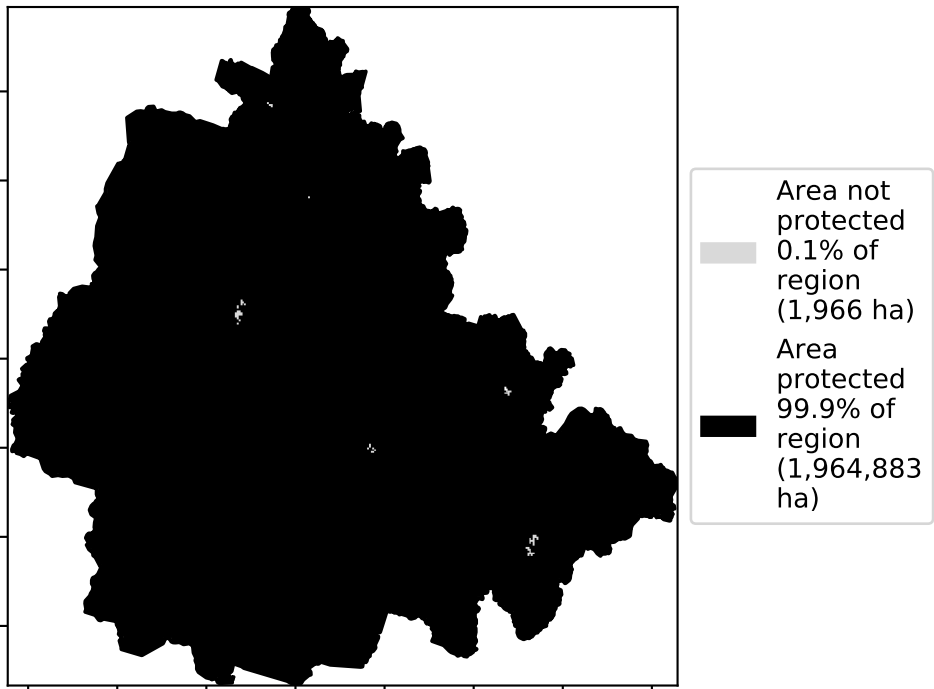 Area not
protected
0.1% of
region
(1,966 ha)
Area
protected
99.9% of
region
(1,964,883
ha)